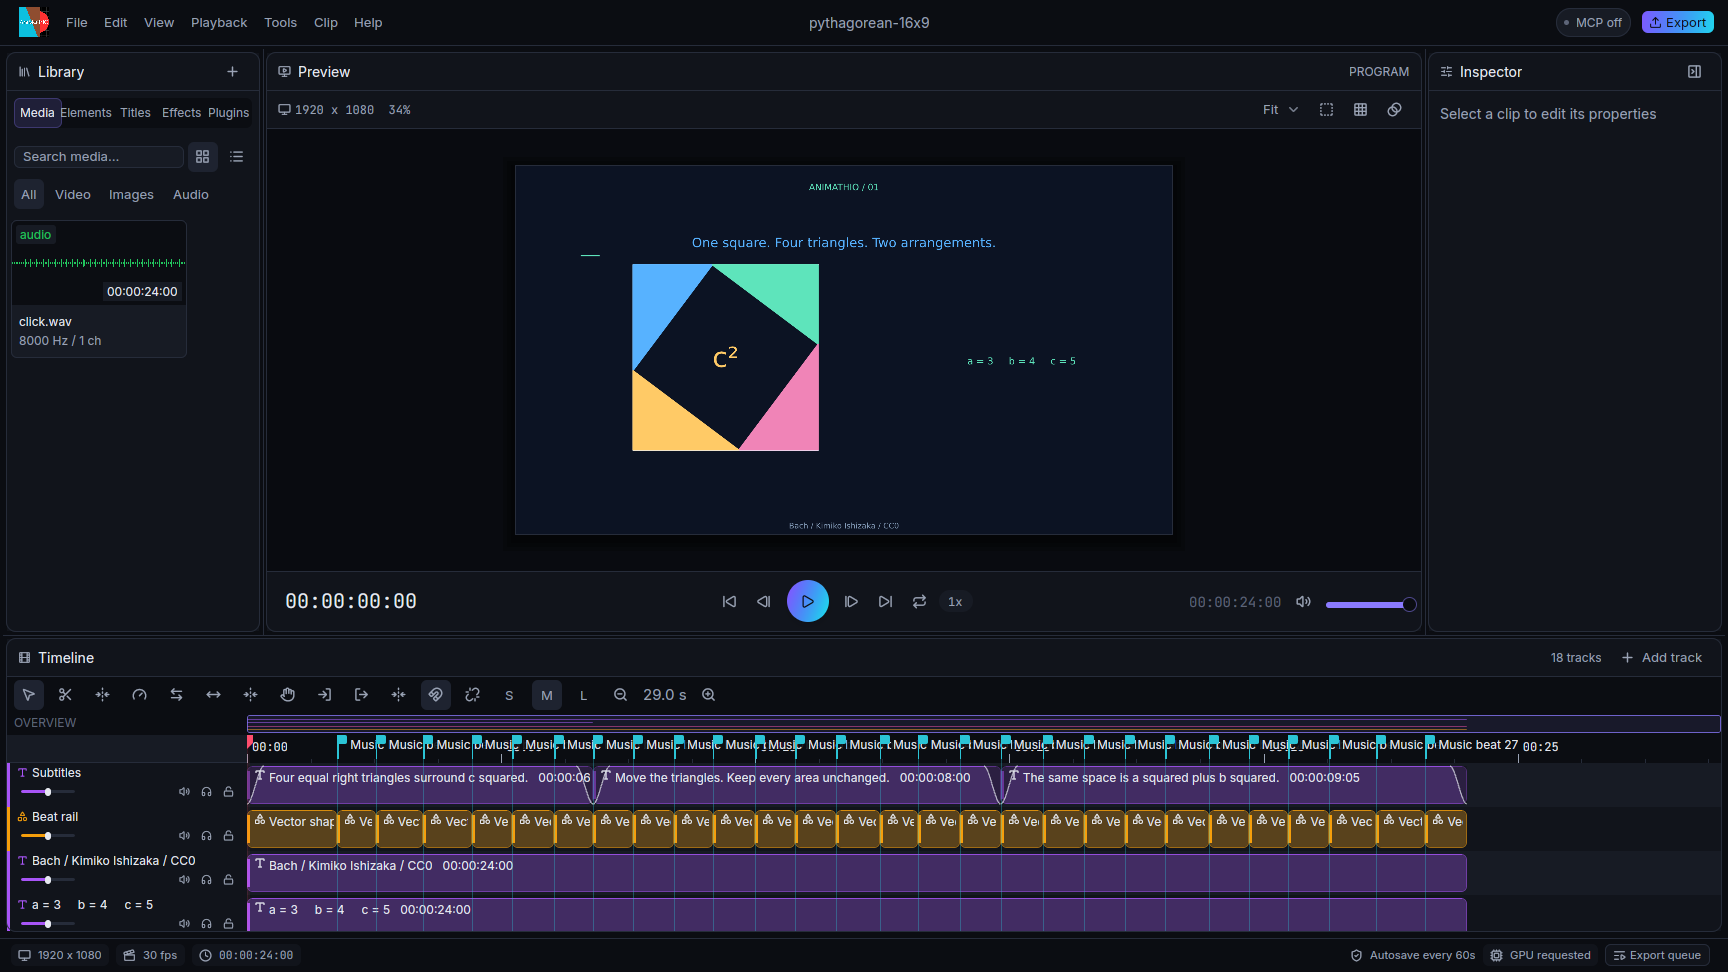 File Edit View Playback Tools Clip Help
pythagorean-16x9
MCP off
Export
Library
Media Elements Titles Effects Plugins
Search media...
All Video Images Audio
audio
00:00:24:00
click.wav
8000 Hz / 1 ch
Preview
PROGRAM
1920 x 1080 34%
Fit
ANIMATHIO / 01
One square. Four triangles. Two arrangements.
c²
a = 3 b = 4 c = 5
Bach / Kimiko Ishizaka / CC0
00:00:00:00
1x
00:00:24:00
Inspector
Select a clip to edit its properties
Timeline
18 tracks
Add track
S M L
29.0 s
OVERVIEW
00:00
Music beat 27
00:25
Subtitles
Four equal right triangles surround c squared. 00:00:06
Move the triangles. Keep every area unchanged. 00:00:08:00
The same space is a squared plus b squared. 00:00:09:05
Beat rail
Bach / Kimiko Ishizaka / CC0
Bach / Kimiko Ishizaka / CC0 00:00:24:00
a = 3 b = 4 c = 5
a = 3 b = 4 c = 5 00:00:24:00
1920 x 1080
30 fps
00:00:24:00
Autosave every 60s
GPU requested
Export queue